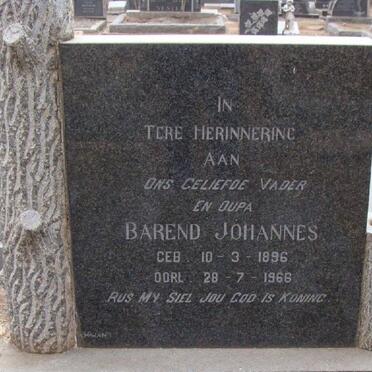 IN
TERE HERINNERING
AAN
ONS GELIEFDE VADER
EN OUPA
BAREND JOHANNES
GEB. 10-3-1896
OORL. 28-7-1966
RUS MY SIEL JOU GOD IS KONING